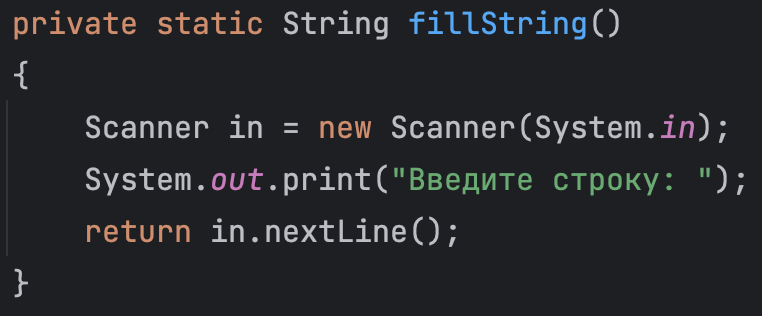 private static String fillString()
{
    Scanner in = new Scanner(System.in);
    System.out.print("Введите строку: ");
    return in.nextLine();
}